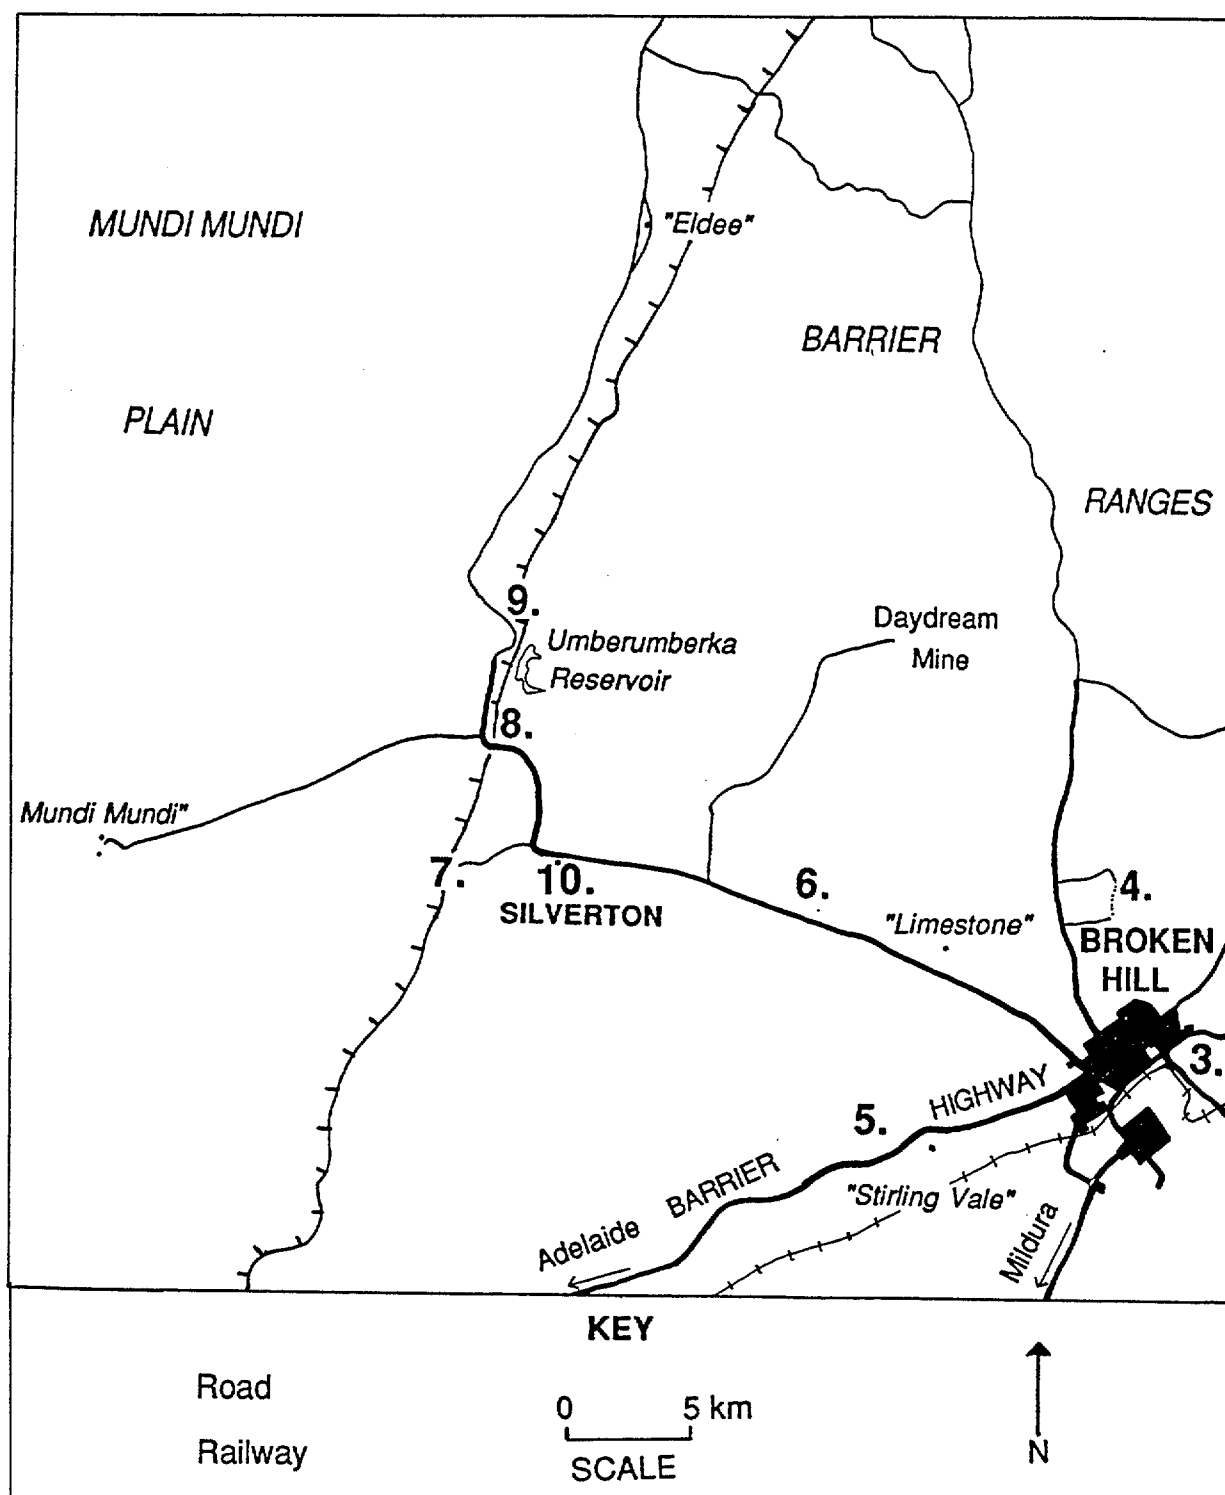 MUNDI MUNDI
"Eldee"
BARRIER
PLAIN
RANGES
9.
Umberumberka
Reservoir
Daydream
Mine
8.
Mundi Mundi"
7.
10.
SILVERTON
6.
4.
"Limestone"
BROKEN
HILL
3.
HIGHWAY
5.
BARRIER
"Stirling Vale"
Adelaide
Mildura
KEY
Road
0 5 km
Railway
SCALE
N